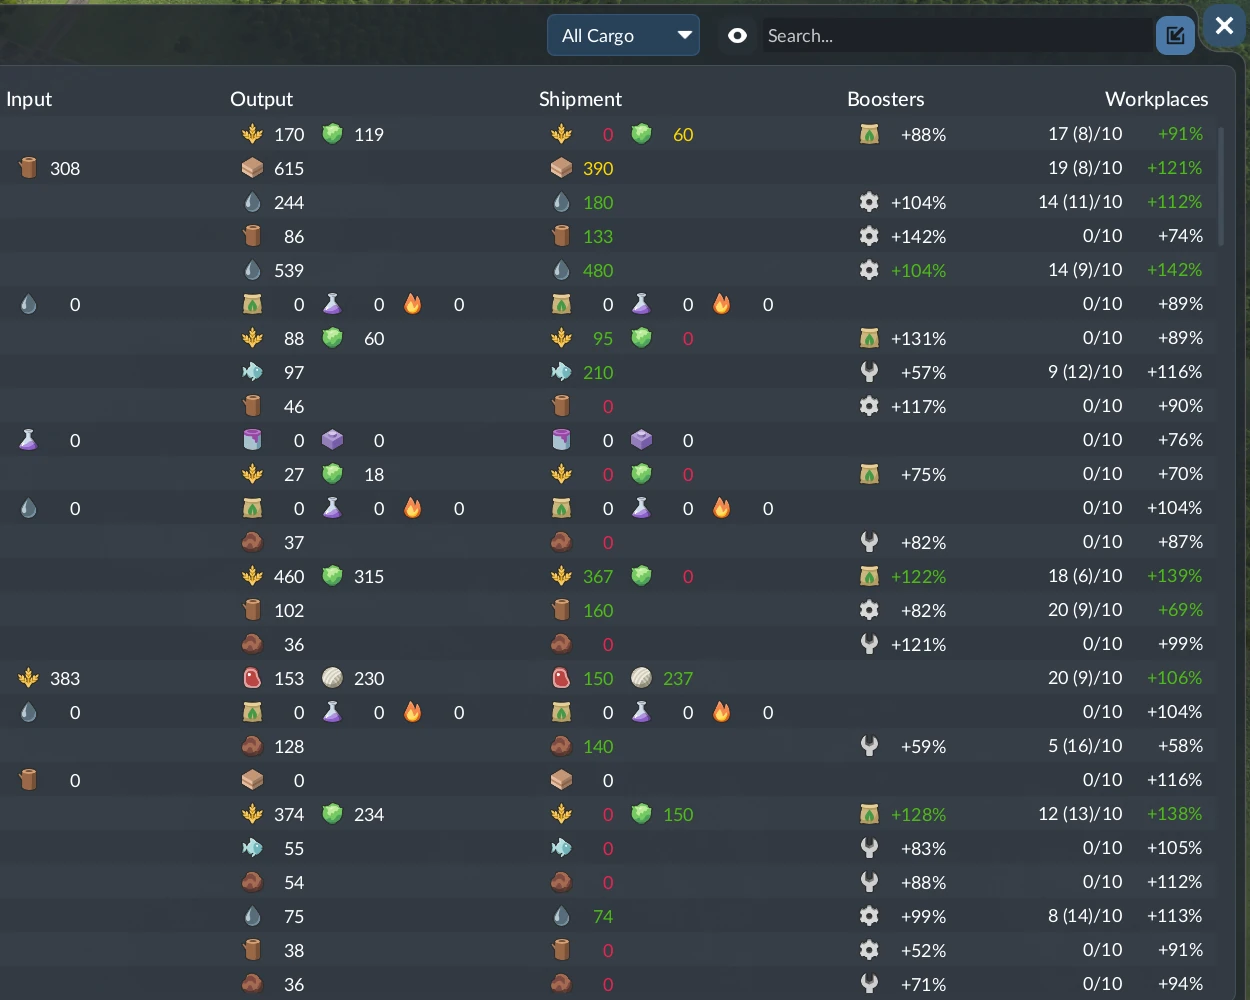 All Cargo Search...
Input Output Shipment Boosters Workplaces
170 119 0 60 +88% 17 (8)/10 +91%
308 615 390 19 (8)/10 +121%
244 180 +104% 14 (11)/10 +112%
86 133 +142% 0/10 +74%
539 480 +104% 14 (9)/10 +142%
0 0 0 0 0 0 0 0/10 +89%
88 60 95 0 +131% 0/10 +89%
97 210 +57% 9 (12)/10 +116%
46 0 +117% 0/10 +90%
0 0 0 0 0 0/10 +76%
27 18 0 0 +75% 0/10 +70%
0 0 0 0 0 0 0 0/10 +104%
37 0 +82% 0/10 +87%
460 315 367 0 +122% 18 (6)/10 +139%
102 160 +82% 20 (9)/10 +69%
36 0 +121% 0/10 +99%
383 153 230 150 237 20 (9)/10 +106%
0 0 0 0 0 0 0 0/10 +104%
128 140 +59% 5 (16)/10 +58%
0 0 0 0/10 +116%
374 234 0 150 +128% 12 (13)/10 +138%
55 0 +83% 0/10 +105%
54 0 +88% 0/10 +112%
75 74 +99% 8 (14)/10 +113%
38 0 +52% 0/10 +91%
36 0 +71% 0/10 +94%